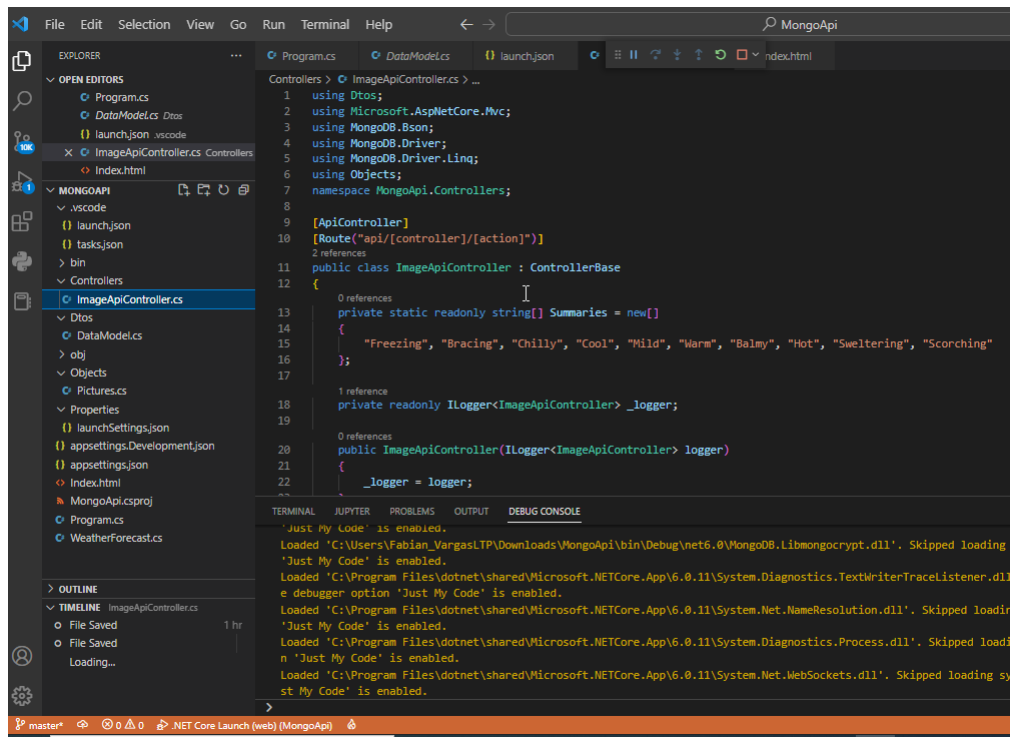 File Edit Selection View Go Run Terminal Help MongoApi
EXPLORER
OPEN EDITORS
Program.cs
DataModel.cs Dtos
launch.json .vscode
ImageApiController.cs Controllers
Index.html
10K
1
MONGOAPI
.vscode
launch.json
tasks.json
bin
Controllers
ImageApiController.cs
Dtos
DataModel.cs
obj
Objects
Pictures.cs
Properties
launchSettings.json
appsettings.Development.json
appsettings.json
Index.html
MongoApi.csproj
Program.cs
WeatherForecast.cs
OUTLINE
TIMELINE ImageApiController.cs
File Saved 1 hr
File Saved
Loading...
Program.cs DataModel.cs launch.json ndex.html
Controllers > ImageApiController.cs > ...
1 using Dtos;
2 using Microsoft.AspNetCore.Mvc;
3 using MongoDB.Bson;
4 using MongoDB.Driver;
5 using MongoDB.Driver.Linq;
6 using Objects;
7 namespace MongoApi.Controllers;
8
9 [ApiController]
10 [Route("api/[controller]/[action]")]
2 references
11 public class ImageApiController : ControllerBase
12 {
0 references
13 private static readonly string[] Summaries = new[]
14 {
15 "Freezing", "Bracing", "Chilly", "Cool", "Mild", "Warm", "Balmy", "Hot", "Sweltering", "Scorching"
16 };
17
1 reference
18 private readonly ILogger<ImageApiController> _logger;
19
0 references
20 public ImageApiController(ILogger<ImageApiController> logger)
21 {
22 _logger = logger;
TERMINAL JUPYTER PROBLEMS OUTPUT DEBUG CONSOLE
'Just My Code' is enabled.
Loaded 'C:\Users\Fabian_VargasLTP\Downloads\MongoApi\bin\Debug\net6.0\MongoDB.Libmongocrypt.dll'. Skipped loading
'Just My Code' is enabled.
Loaded 'C:\Program Files\dotnet\shared\Microsoft.NETCore.App\6.0.11\System.Diagnostics.TextWriterTraceListener.dll
e debugger option 'Just My Code' is enabled.
Loaded 'C:\Program Files\dotnet\shared\Microsoft.NETCore.App\6.0.11\System.Net.NameResolution.dll'. Skipped loadin
'Just My Code' is enabled.
Loaded 'C:\Program Files\dotnet\shared\Microsoft.NETCore.App\6.0.11\System.Diagnostics.Process.dll'. Skipped loadi
n 'Just My Code' is enabled.
Loaded 'C:\Program Files\dotnet\shared\Microsoft.NETCore.App\6.0.11\System.Net.WebSockets.dll'. Skipped loading sy
st My Code' is enabled.
master* 0 0 .NET Core Launch (web) (MongoApi)